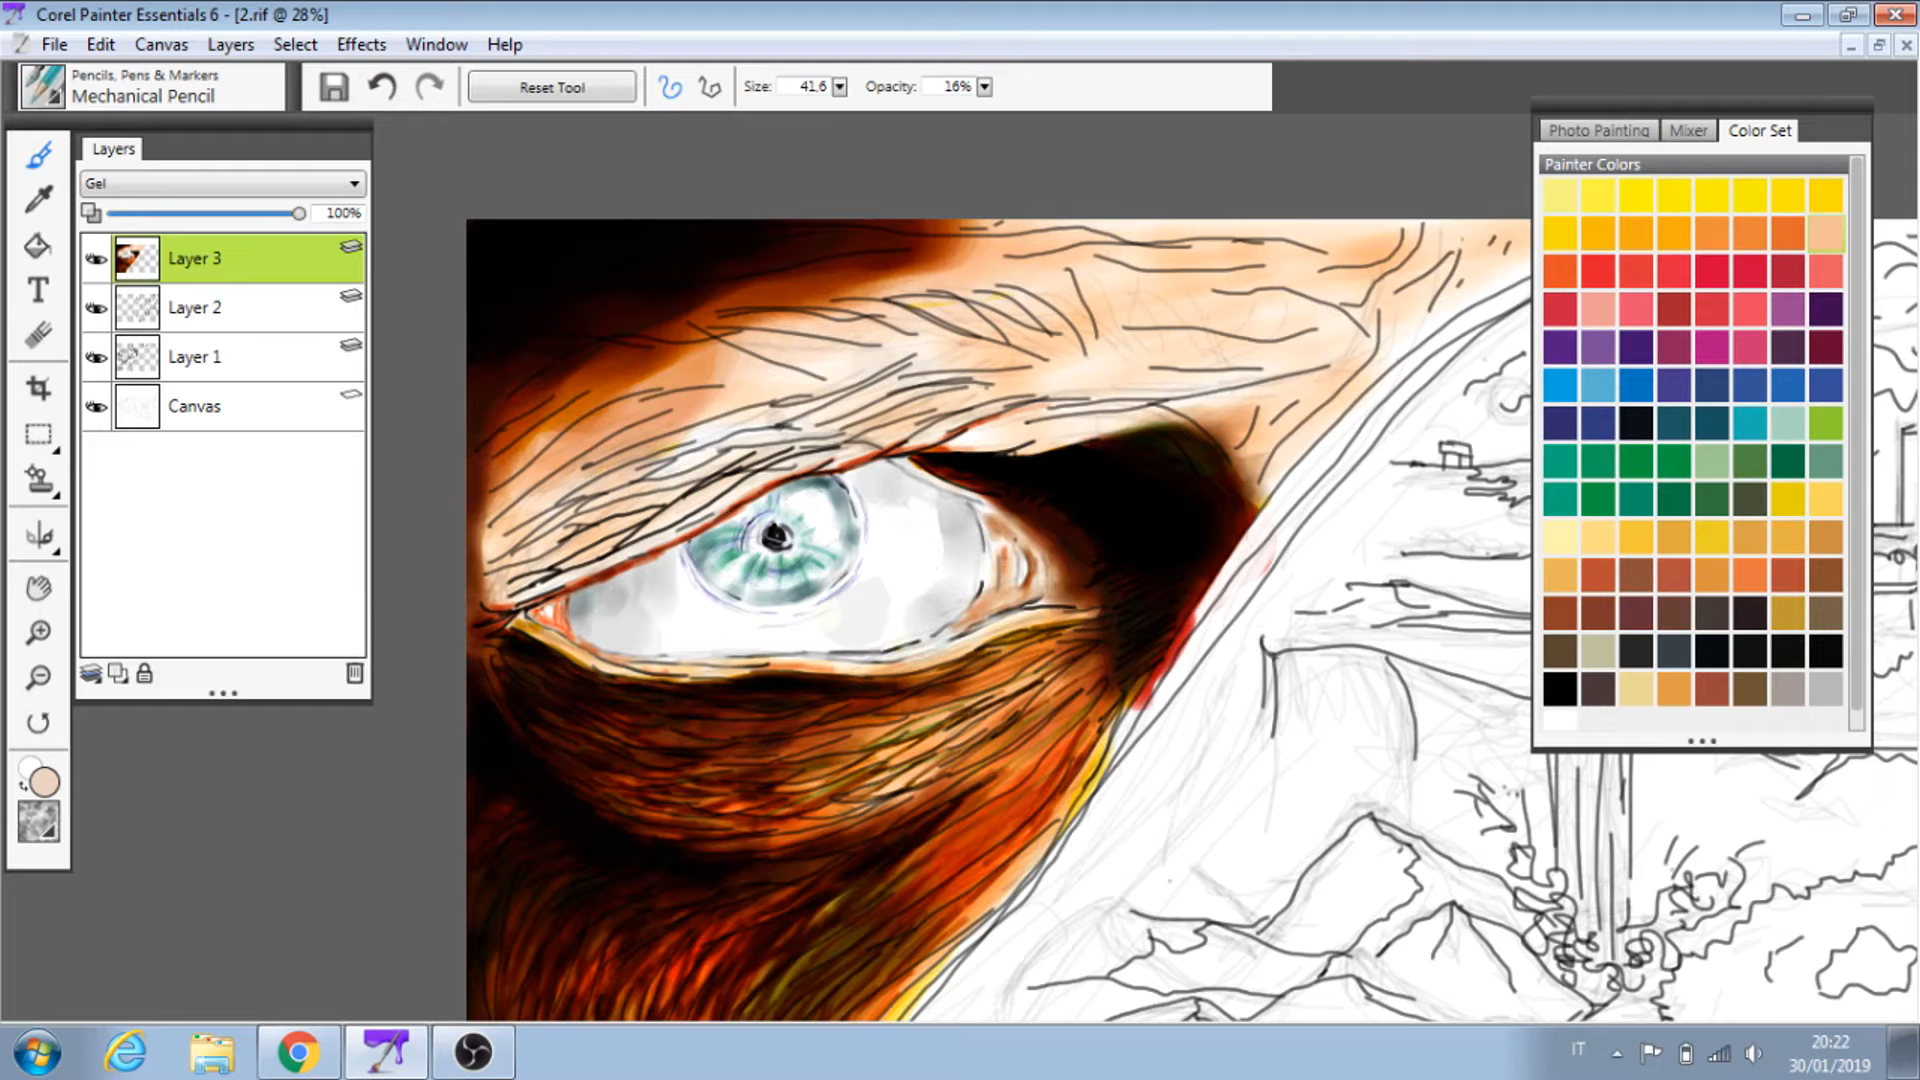 Corel Painter Essentials 6 - [2.rif @ 28%]
File Edit Canvas Layers Select Effects Window Help
Pencils, Pens & Markers
Mechanical Pencil
Reset Tool
Size: 41,6
Opacity: 16%
Layers
Gel
100%
Layer 3
Layer 2
Layer 1
Canvas
Photo Painting Mixer Color Set
Painter Colors
IT
20:22
30/01/2019